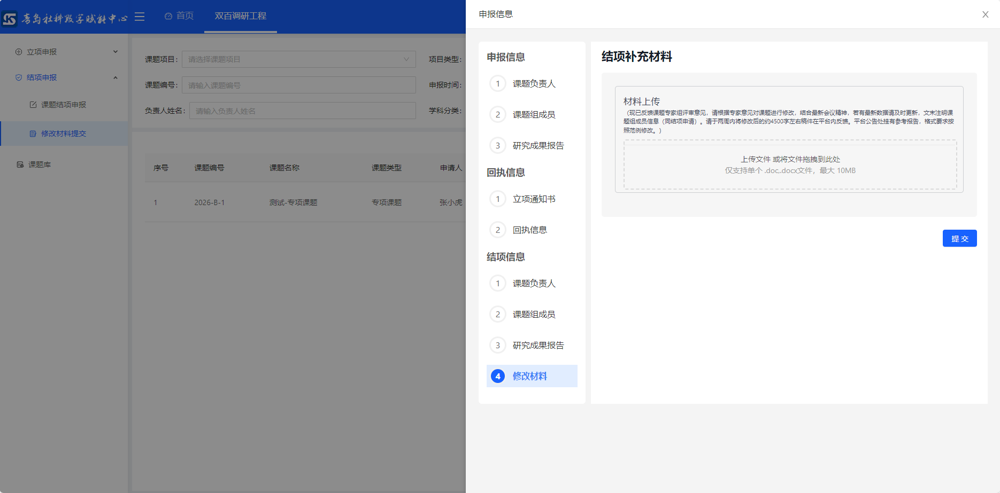 青岛社科数字赋能中心
首页
双百调研工程
立项申报
结项申报
课题结项申报
修改材料提交
课题库
课题项目：
请选择课题项目
项目类型：
课题编号：
请输入课题编号
申报时间：
负责人姓名：
请输入负责人姓名
学科分类：
序号 课题编号 课题名称 课题类型 申请人
1 2026-B-1 测试-专项课题 专项课题 张小虎
申报信息
申报信息
1 课题负责人
2 课题组成员
3 研究成果报告
回执信息
1 立项通知书
2 回执信息
结项信息
1 课题负责人
2 课题组成员
3 研究成果报告
4 修改材料
结项补充材料
材料上传
（现已反馈课题专家组评审意见，请根据专家意见对课题进行修改，结合最新会议精神，若有最新数据请及时更新，文末注明课
题组成员信息（同结项申请）。请于两周内将修改后的约4500字左右稿件在平台内反馈。平台公告处挂有参考报告，格式要求按
照范例修改。）
上传文件 或将文件拖拽到此处
仅支持单个 .doc,.docx文件，最大 10MB
提 交